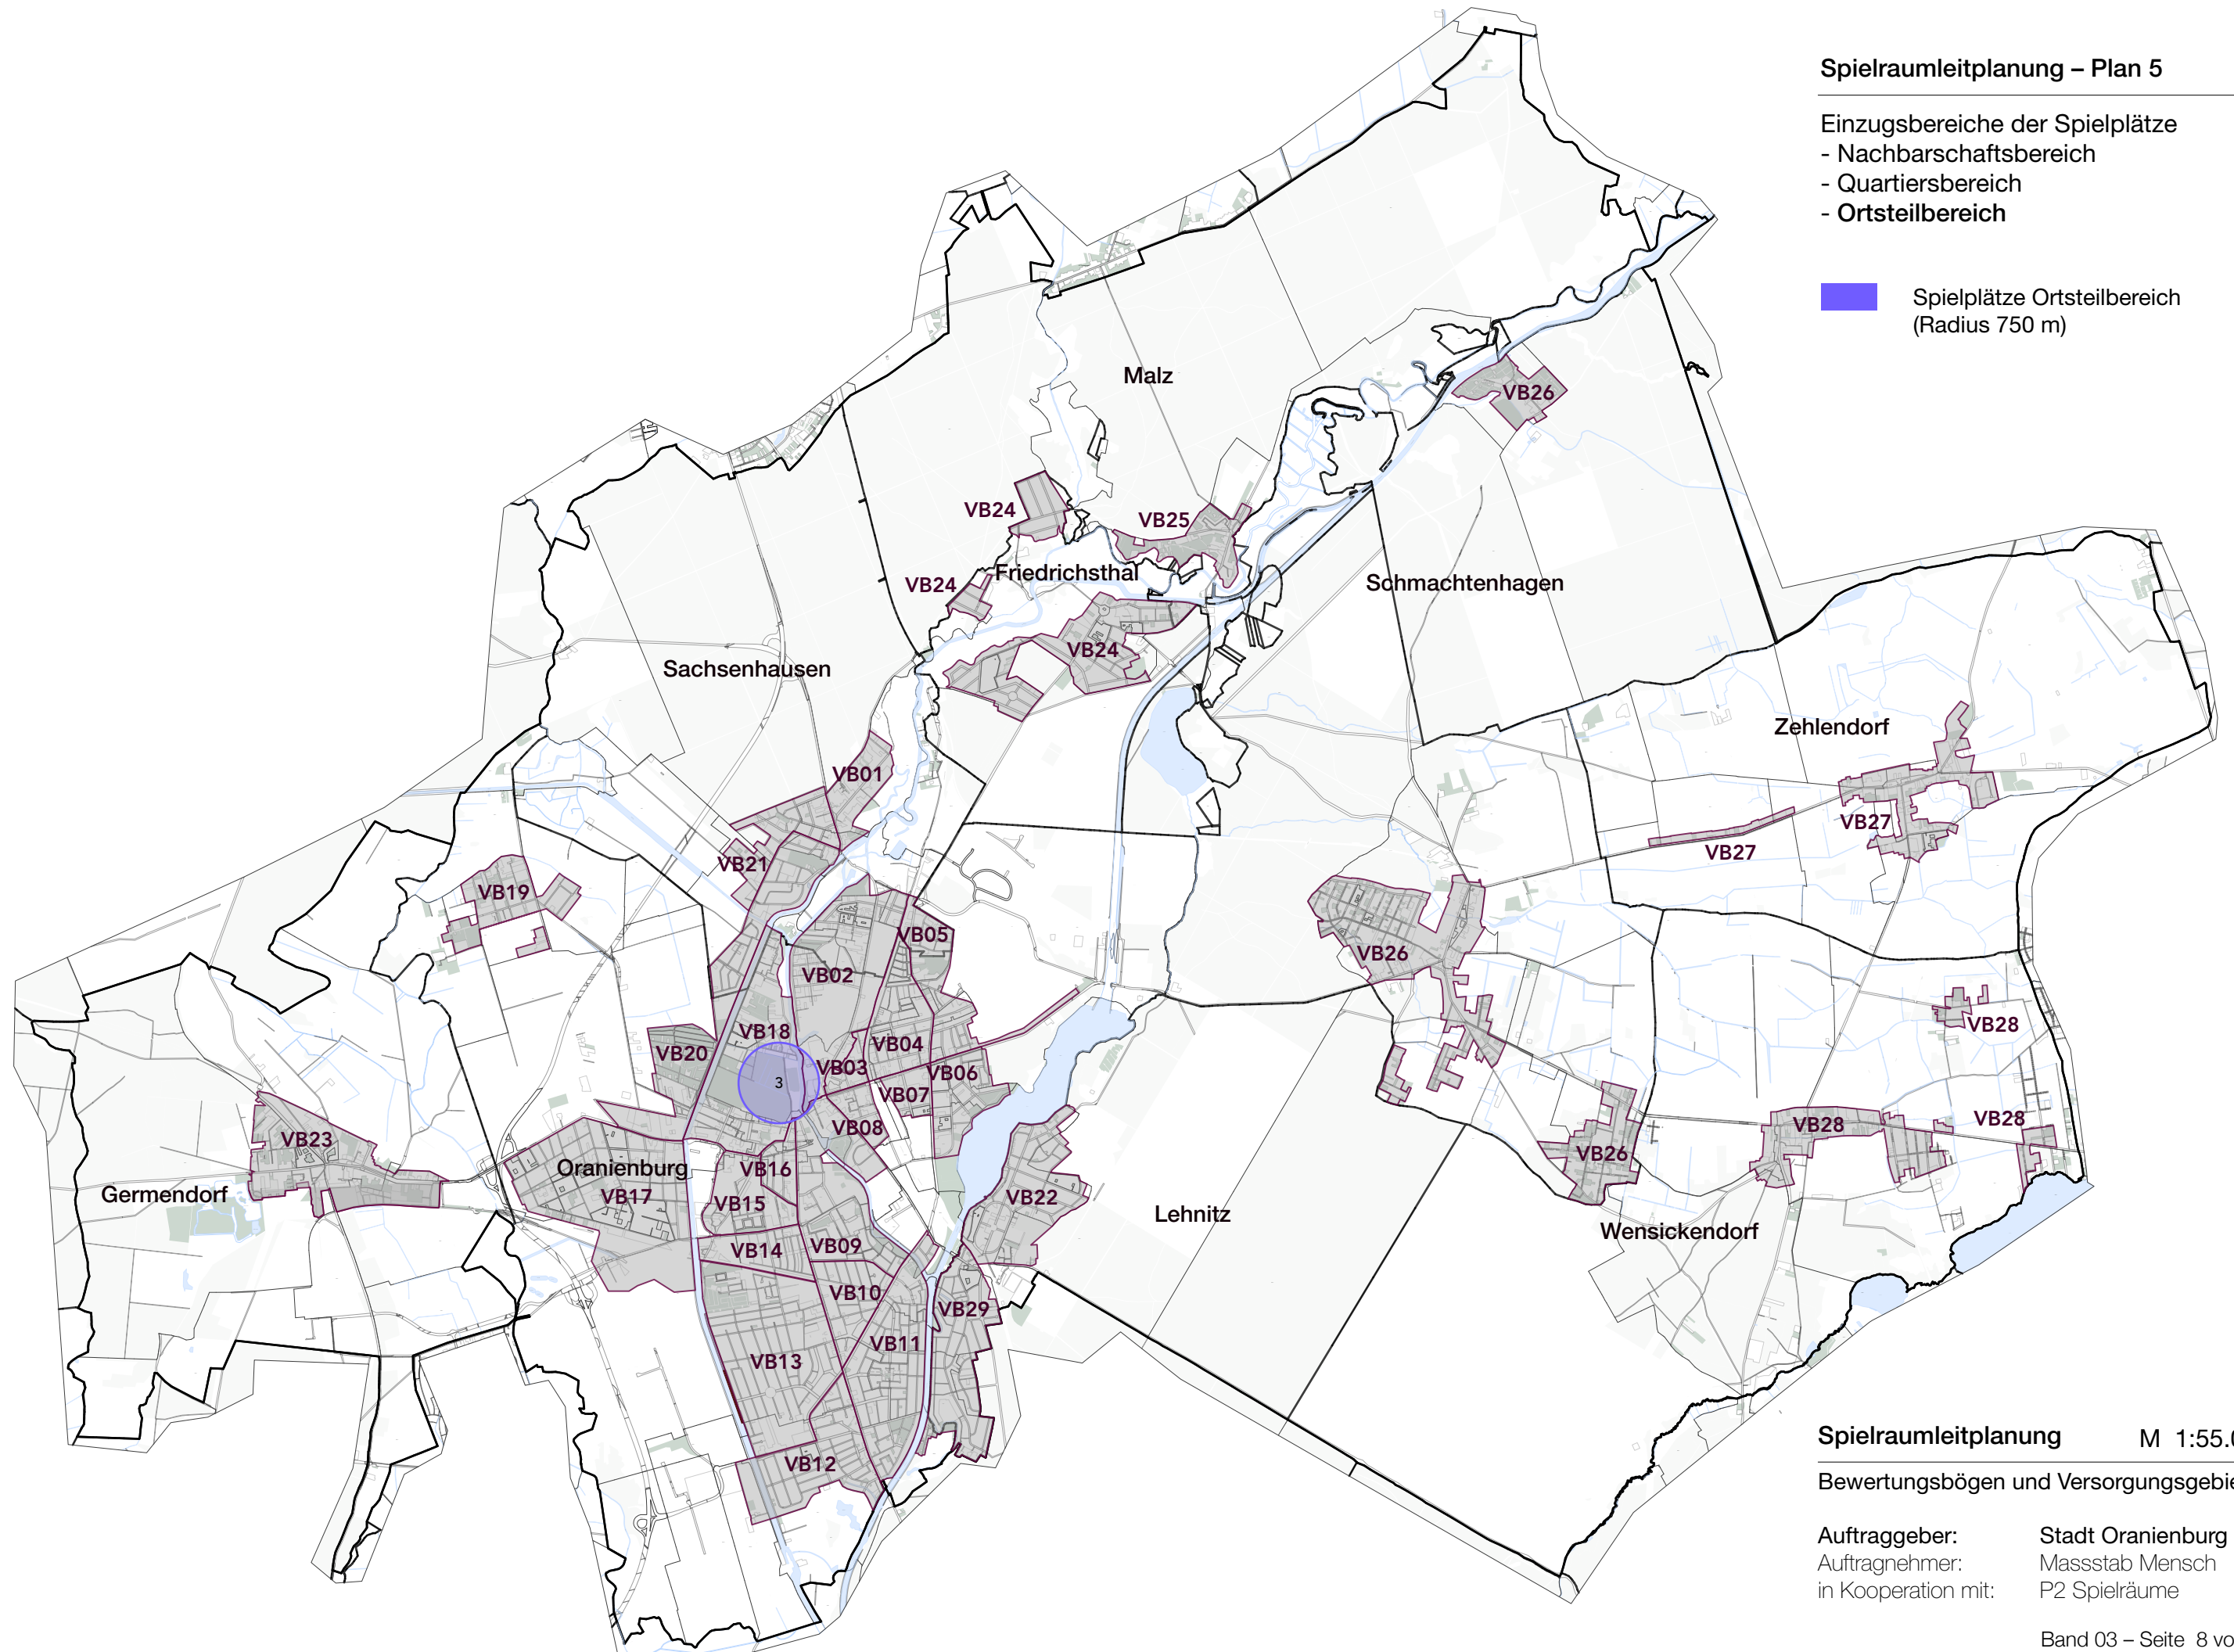 Spielraumleitplanung – Plan 5
Einzugsbereiche der Spielplätze
- Nachbarschaftsbereich
- Quartiersbereich
- Ortsteilbereich
Spielplätze Ortsteilbereich
(Radius 750 m)
Malz
VB26
VB24
VB25
Friedrichsthal
VB24
Schmachtenhagen
VB24
Sachsenhausen
Zehlendorf
VB01
VB27
VB27
VB21
VB19
VB05
VB26
VB02
VB28
VB18
VB04
VB20
VB03
VB06
3
VB07
VB28
VB28
VB08
VB23
VB26
Oranienburg
VB16
Germendorf
VB17
VB15
VB22
Lehnitz
Wensickendorf
VB14
VB09
VB10
VB29
VB11
VB13
VB12
Spielraumleitplanung M 1:55.
Bewertungsbögen und Versorgungsgebie
Auftraggeber: Stadt Oranienburg
Auftragnehmer: Massstab Mensch
in Kooperation mit: P2 Spielräume
Band 03 – Seite 8 vo